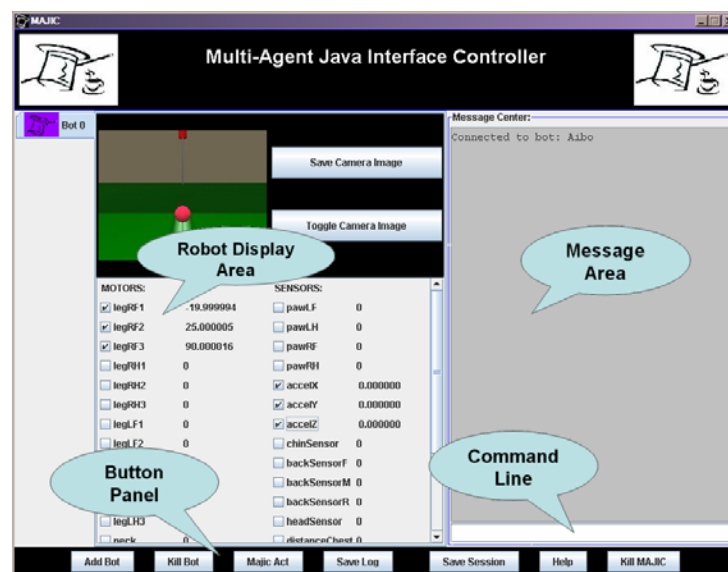 MAJIC
Multi-Agent Java Interface Controller
Bot 0
Save Camera Image
Toggle Camera Image
Robot Display
Area
MOTORS:
legRF1 -19.999994
legRF2 25.000005
legRF3 90.000016
legRH1 0
legRH2 0
legRH3 0
legLF1 0
legLF2 0
legLH3
neck 0
SENSORS:
pawLF 0
pawLH 0
pawRF 0
pawRH 0
accelX 0.000000
accelY 0.000000
accelZ 0.000000
chinSensor 0
backSensorF 0
backSensorM 0
backSensorR 0
headSensor 0
distanceChest 0
Button
Panel
Message Center:
Connected to bot: Aibo
Message
Area
Command
Line
Add Bot
Kill Bot
Majic Act
Save Log
Save Session
Help
Kill MAJIC